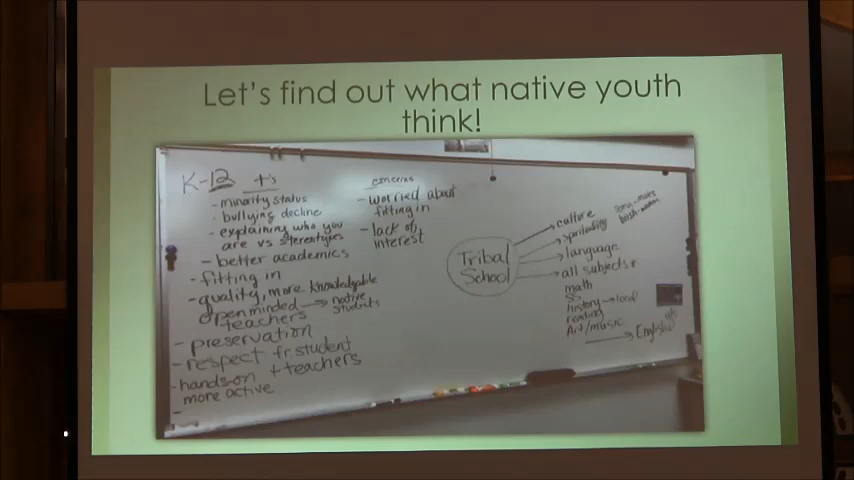 Let's find out what native youth
think!
K-12 +'s
- minority status
- bullying decline
- explaining who you
are vs stereotypes
- better academics
- fitting in
- quality, more knowledgable
open minded → native
students
teachers
- preservation
- respect fr. student
+ teachers
- hands-on
more active
-
concerns
- worried about
fitting in
- lack of
interest
Tribal
School
culture
spirituality
language
all subjects
math
SS
history → local
reading
Art/music
→ English